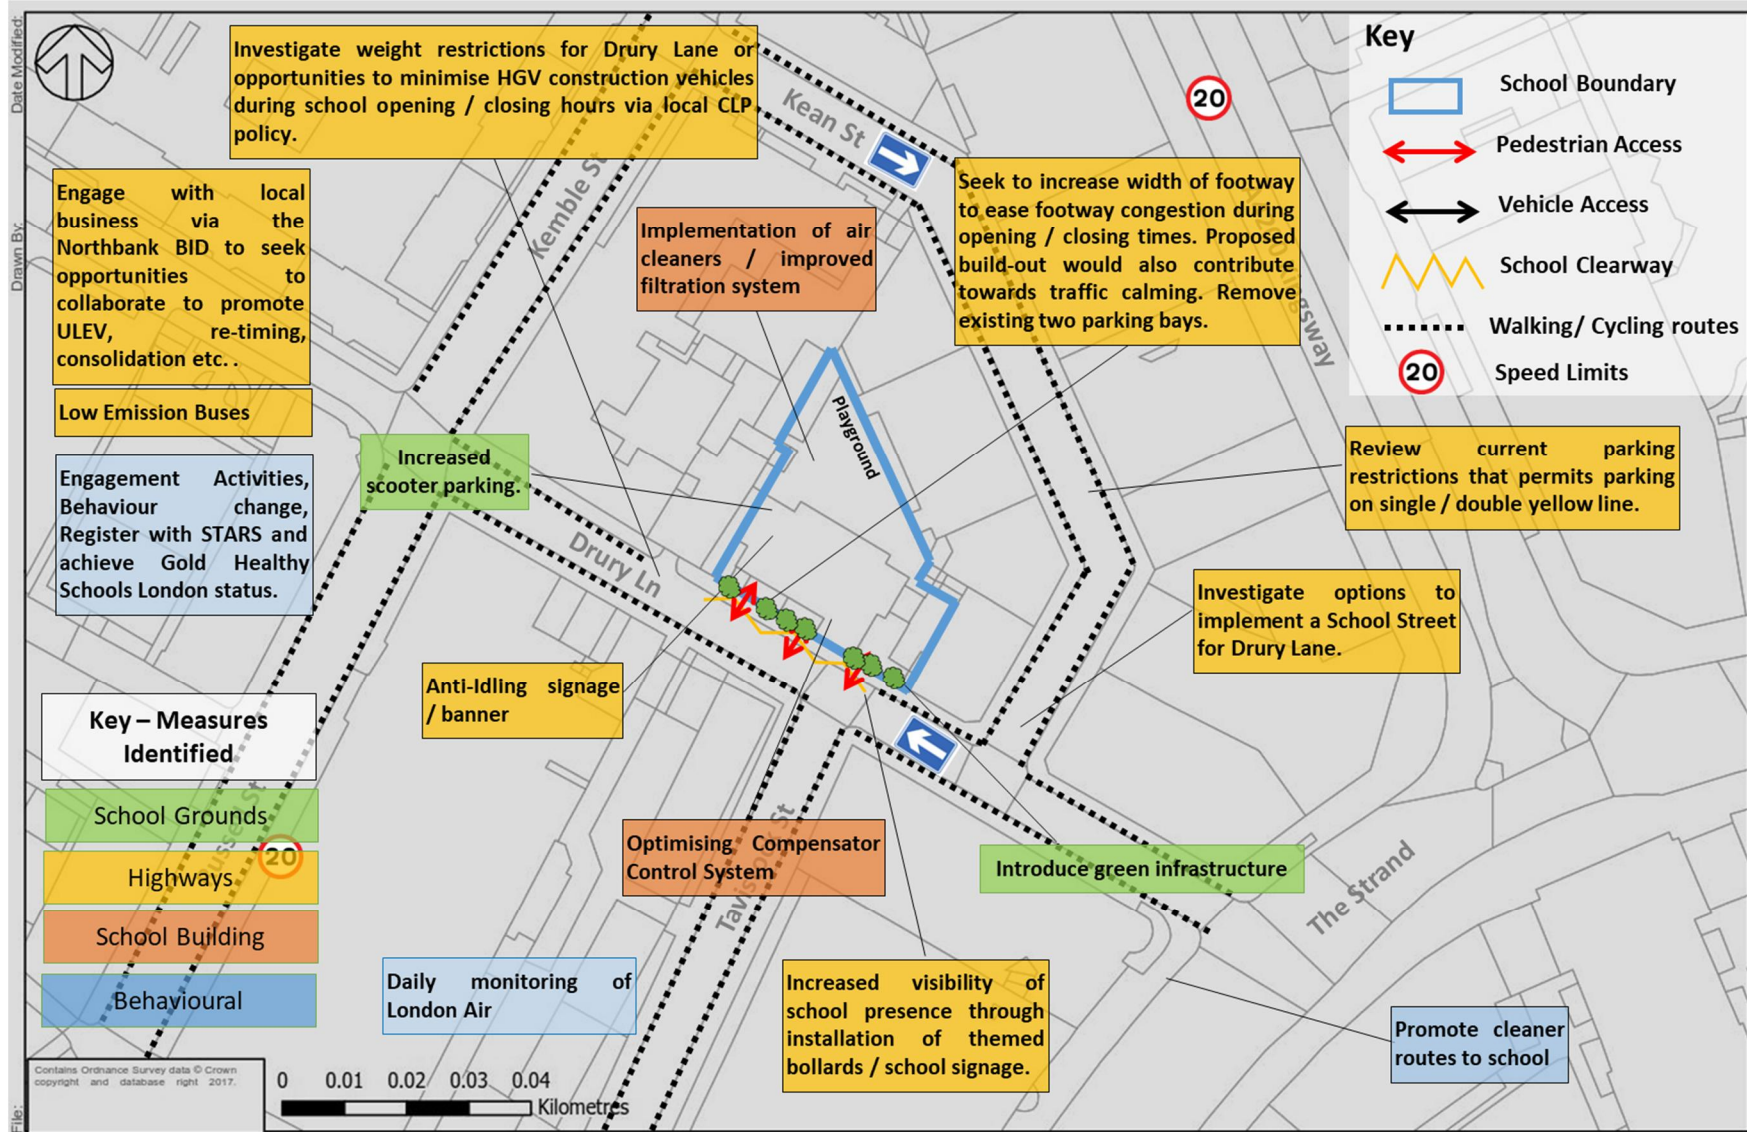 Date Modified:
Drawn By:
File:
Investigate weight restrictions for Drury Lane or
opportunities to minimise HGV construction vehicles
during school opening / closing hours via local CLP
policy.
Engage with local
business via the
Northbank BID to seek
opportunities to
collaborate to promote
ULEV, re-timing,
consolidation etc. .
Low Emission Buses
Engagement Activities,
Behaviour change,
Register with STARS and
achieve Gold Healthy
Schools London status.
Increased
scooter parking.
Implementation of air
cleaners / improved
filtration system
Seek to increase width of footway
to ease footway congestion during
opening / closing times. Proposed
build-out would also contribute
towards traffic calming. Remove
existing two parking bays.
Kean St
Kemble St
20
Kingsway
Playground
Drury Ln
Key
School Boundary
Pedestrian Access
Vehicle Access
School Clearway
Walking/ Cycling routes
20
Speed Limits
Review current parking
restrictions that permits parking
on single / double yellow line.
Investigate options to
implement a School Street
for Drury Lane.
Anti-Idling signage
/ banner
Key – Measures
Identified
School Grounds
Highways
School Building
Behavioural
Russel St
20
Optimising Compensator
Control System
Tavistock St
Introduce green infrastructure
The Strand
Daily monitoring of
London Air
Increased visibility of
school presence through
installation of themed
bollards / school signage.
Promote cleaner
routes to school
Contains Ordnance Survey data © Crown
copyright and database right 2017.
0 0.01 0.02 0.03 0.04
Kilometres